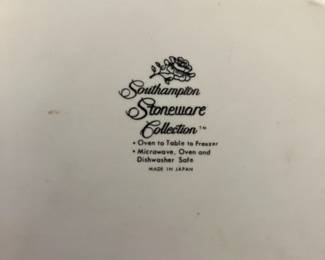 Southampton
Stoneware
Collection™
• Oven to Table to Freezer
• Microwave, Oven and
Dishwasher Safe
MADE IN JAPAN